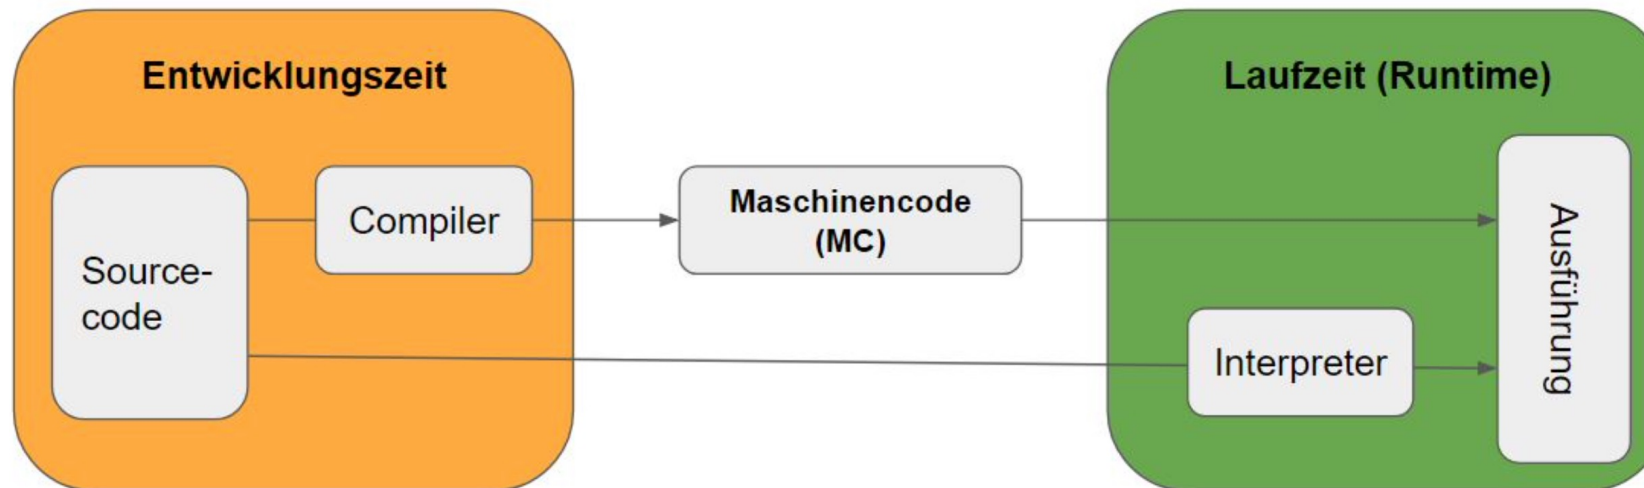 Entwicklungszeit
Laufzeit (Runtime)
Source-
code
Compiler
Maschinencode
(MC)
Interpreter
Ausführung